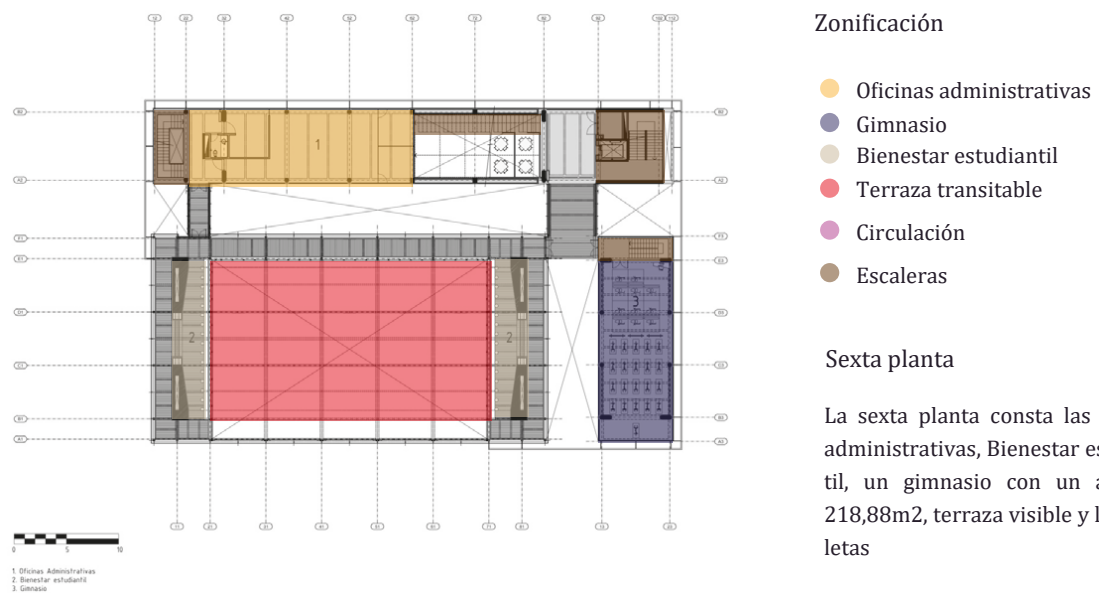 Zonificación
Oficinas administrativas
Gimnasio
Bienestar estudiantil
Terraza transitable
Circulación
Escaleras
Sexta planta
La sexta planta consta las
administrativas, Bienestar es
til, un gimnasio con un a
218,88m2, terraza visible y l
letas
1
2
2
3
0 5 10
1. Oficinas Administrativas
2. Bienestar estudiantil
3. Gimnasio